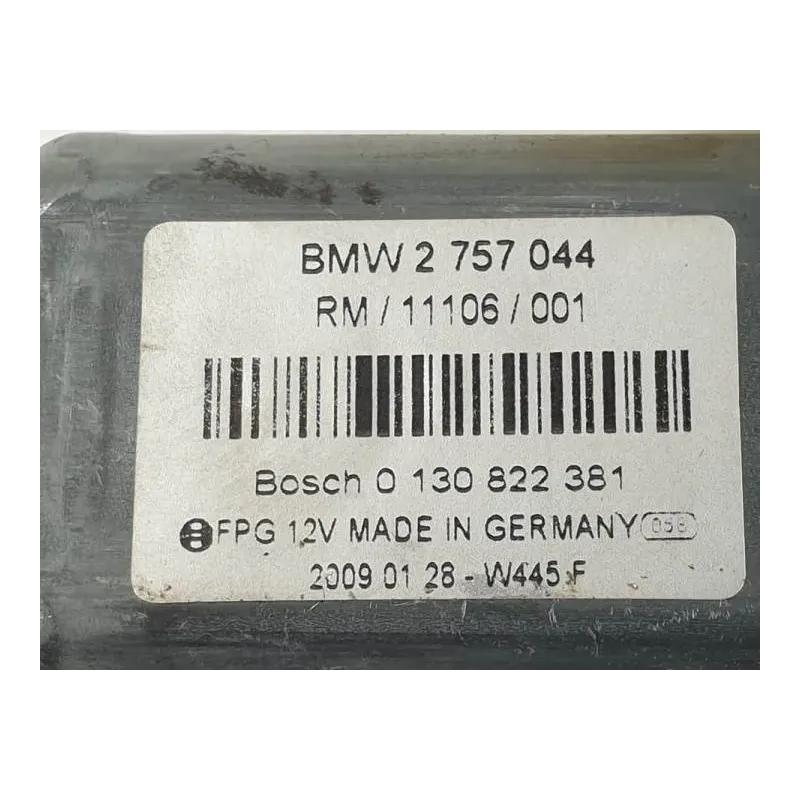 BMW 2 757 044
RM / 11106 / 001
Bosch 0 130 822 381
FPG 12V MADE IN GERMANY 058
2009 01 28 - W445 F